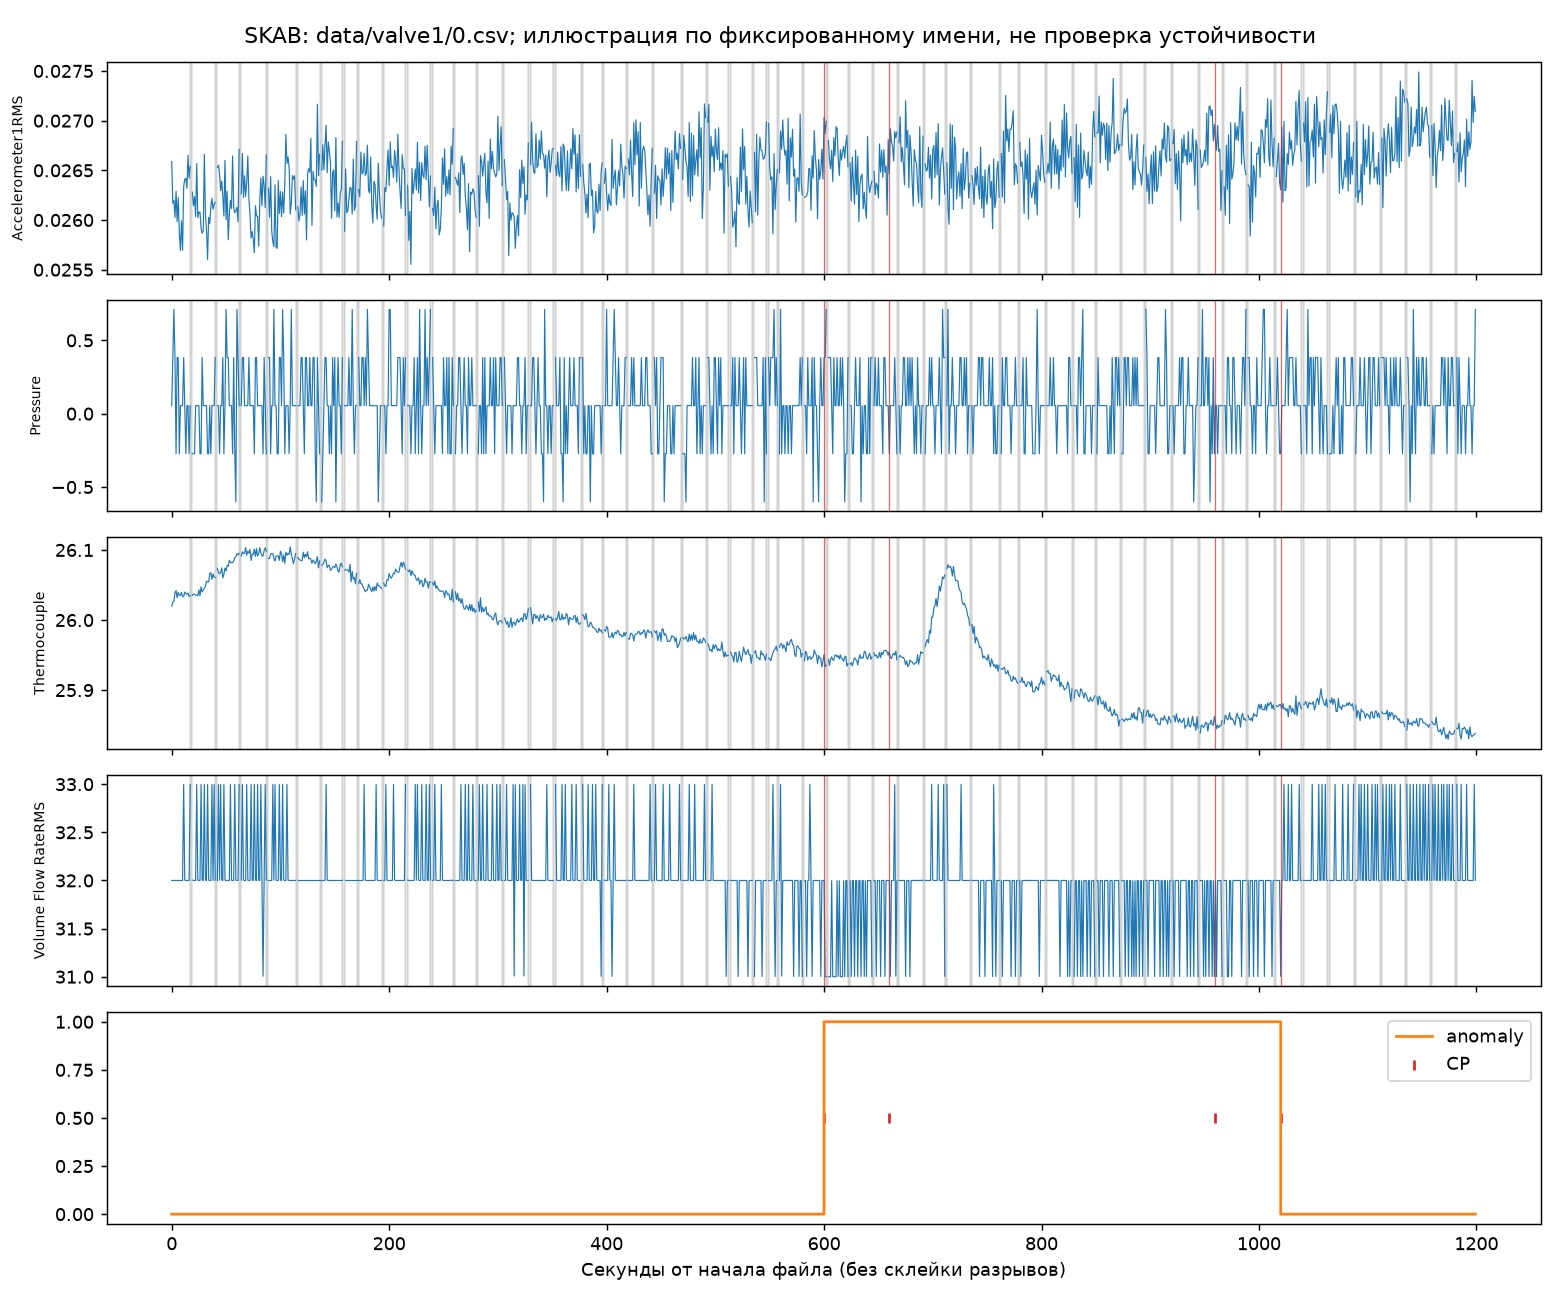 SKAB: data/valve1/0.csv; иллюстрация по фиксированному имени, не проверка устойчивости
Accelerometer1RMS
0.0275
0.0270
0.0265
0.0260
0.0255
Pressure
0.5
0.0
−0.5
Thermocouple
26.1
26.0
25.9
Volume Flow RateRMS
33.0
32.5
32.0
31.5
31.0
1.00
0.75
0.50
0.25
0.00
anomaly
CP
0 200 400 600 800 1000 1200
Секунды от начала файла (без склейки разрывов)